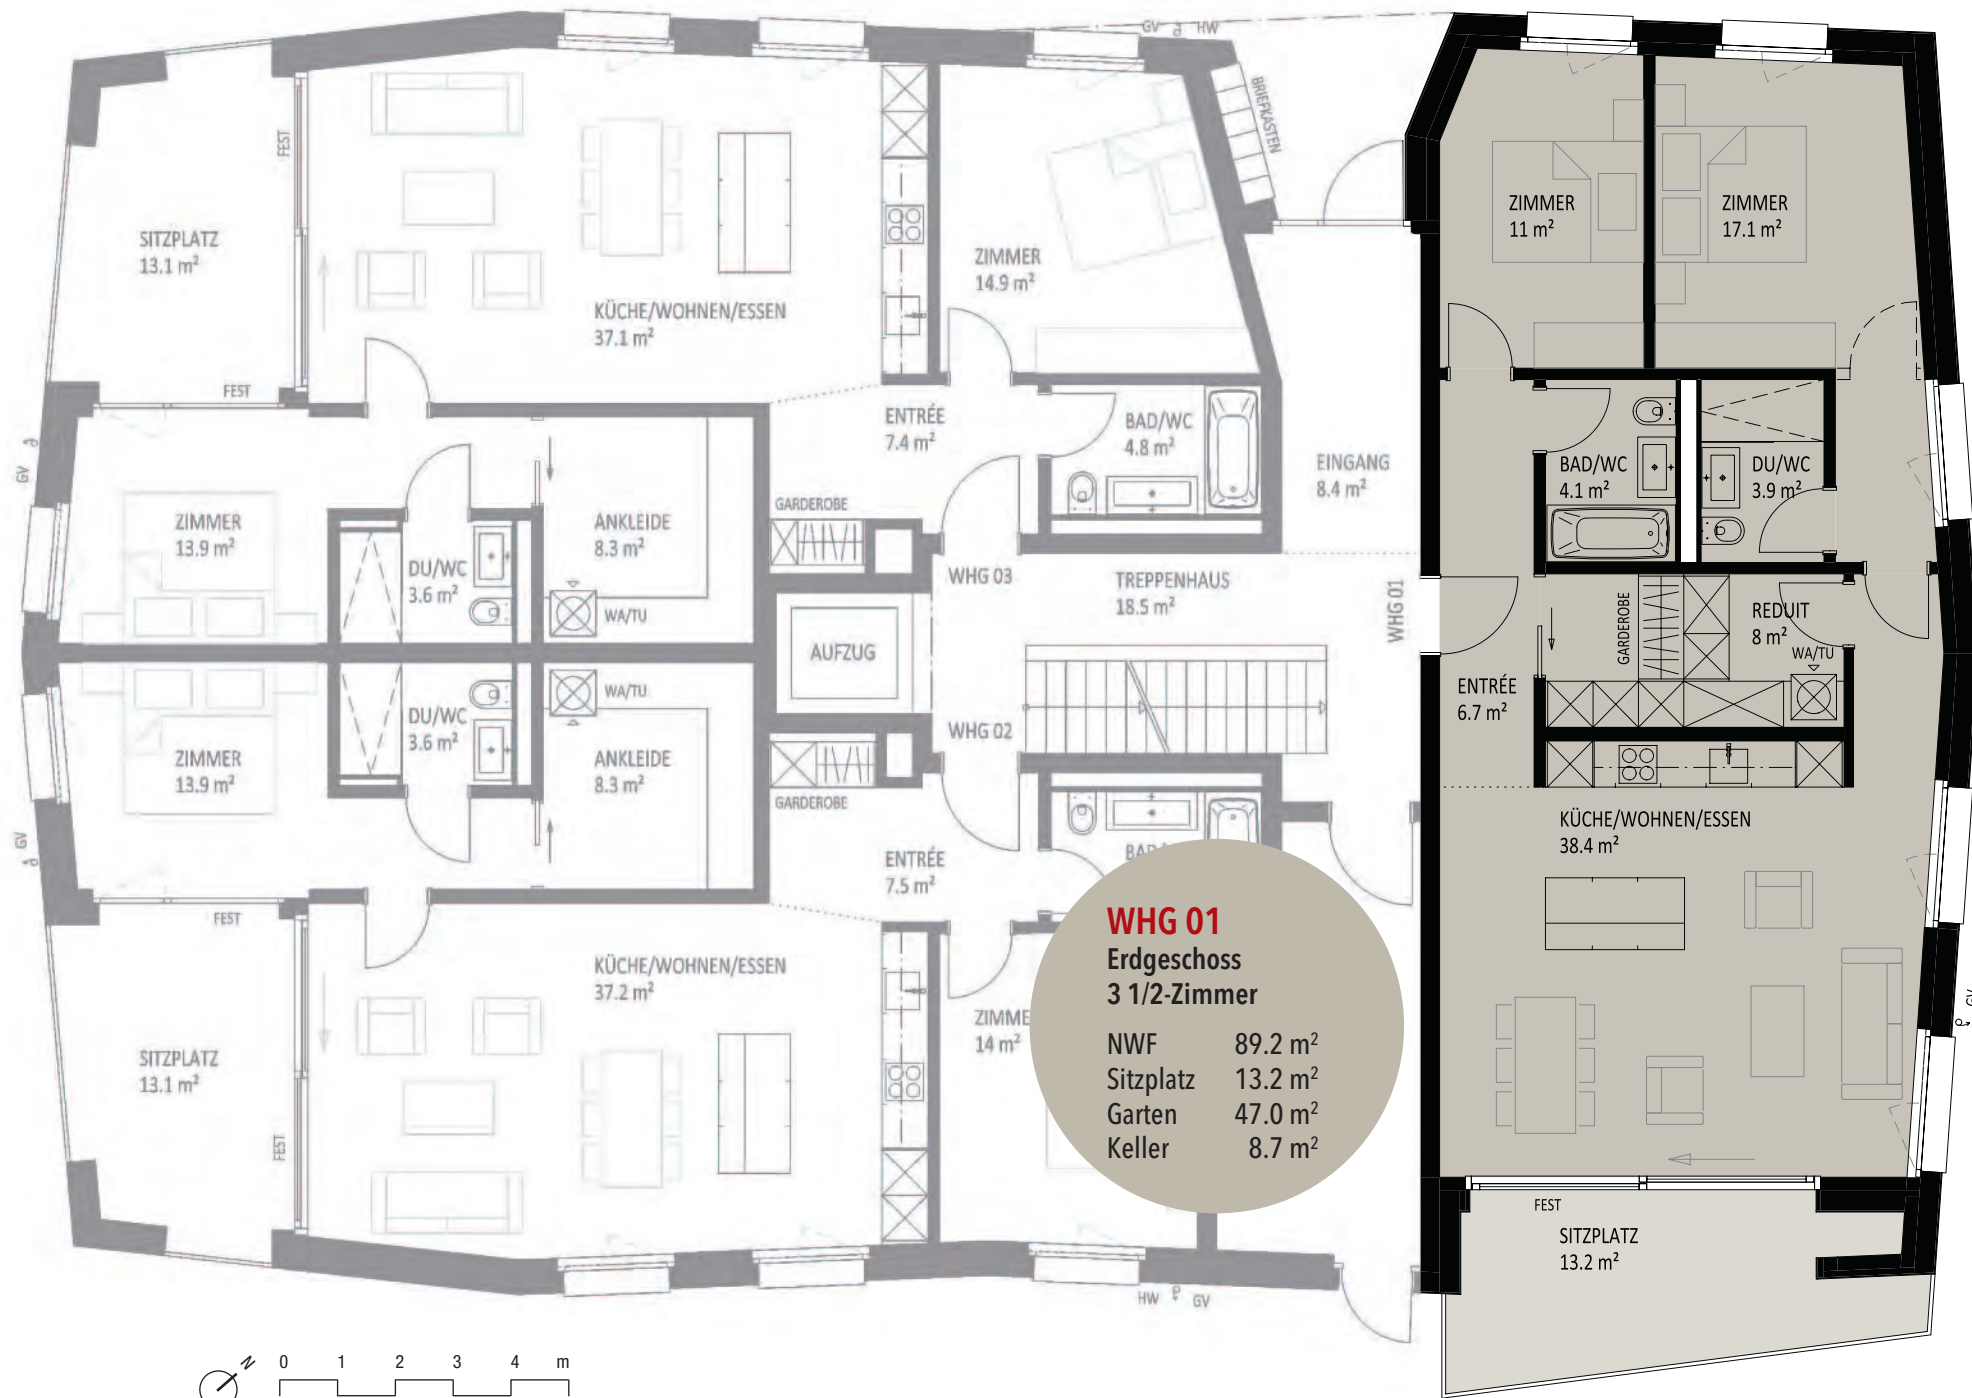 GV
HW
BRIEFKASTEN
FEST
SITZPLATZ
13.1 m²
KÜCHE/WOHNEN/ESSEN
37.1 m²
ZIMMER
14.9 m²
ZIMMER
11 m²
ZIMMER
17.1 m²
FEST
ENTRÉE
7.4 m²
BAD/WC
4.8 m²
EINGANG
8.4 m²
BAD/WC
4.1 m²
DU/WC
3.9 m²
GV
ZIMMER
13.9 m²
DU/WC
3.6 m²
ANKLEIDE
8.3 m²
WA/TU
GARDEROBE
WHG 03
TREPPENHAUS
18.5 m²
WHG 01
GARDEROBE
REDUIT
8 m²
WA/TU
AUFZUG
ENTRÉE
6.7 m²
ZIMMER
13.9 m²
DU/WC
3.6 m²
WA/TU
ANKLEIDE
8.3 m²
WHG 02
GARDEROBE
GV
ENTRÉE
7.5 m²
KÜCHE/WOHNEN/ESSEN
38.4 m²
FEST
KÜCHE/WOHNEN/ESSEN
37.2 m²
SITZPLATZ
13.1 m²
FEST
14 m²
WHG 01
Erdgeschoss
3 1/2-Zimmer
NWF 89.2 m²
Sitzplatz 13.2 m²
Garten 47.0 m²
Keller 8.7 m²
GV
FEST
SITZPLATZ
13.2 m²
HW
GV
N
0 1 2 3 4 m